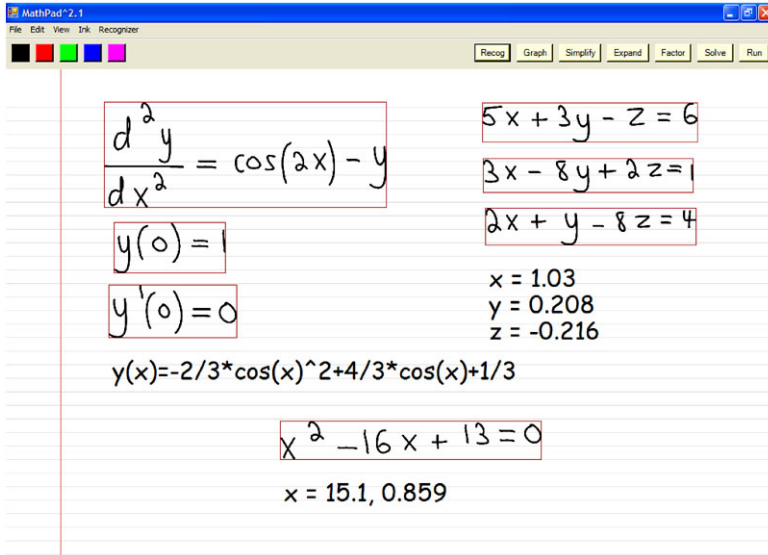 MathPad^2.1
File Edit View Ink Recognizer
Recog Graph Simplify Expand Factor Solve Run
d²y/dx² = cos(2x) - y
y(0) = 1
y'(0) = 0
y(x)=-2/3*cos(x)^2+4/3*cos(x)+1/3
5x + 3y - z = 6
3x - 8y + 2z = 1
2x + y - 8z = 4
x = 1.03
y = 0.208
z = -0.216
x² - 16x + 13 = 0
x = 15.1, 0.859